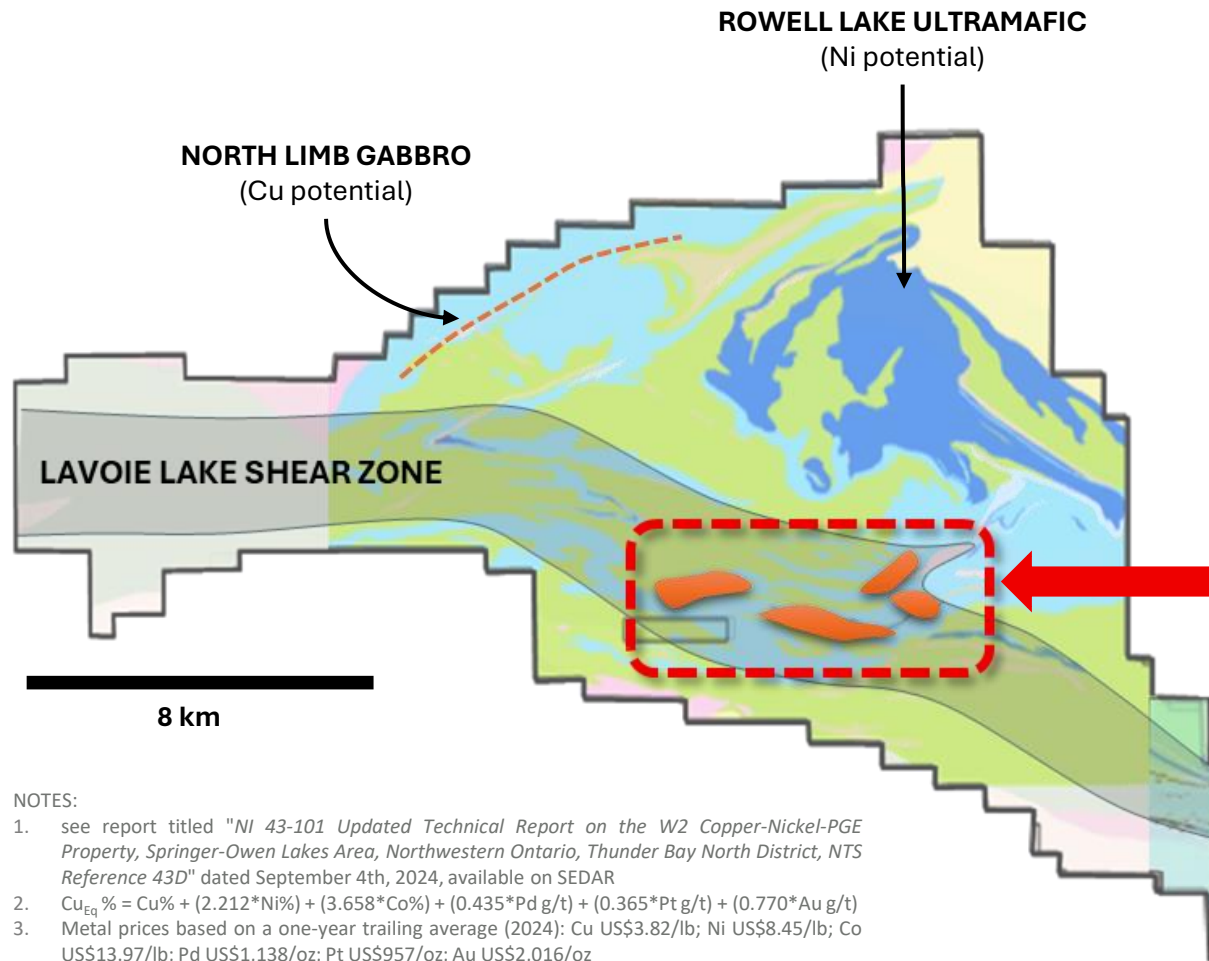 ROWELL LAKE ULTRAMAFIC
(Ni potential)
NORTH LIMB GABBRO
(Cu potential)
LAVOIE LAKE SHEAR ZONE
8 km
NOTES:
1. see report titled "NI 43-101 Updated Technical Report on the W2 Copper-Nickel-PGE
Property, Springer-Owen Lakes Area, Northwestern Ontario, Thunder Bay North District, NTS
Reference 43D" dated September 4th, 2024, available on SEDAR
2. CuEq % = Cu% + (2.212*Ni%) + (3.658*Co%) + (0.435*Pd g/t) + (0.365*Pt g/t) + (0.770*Au g/t)
3. Metal prices based on a one-year trailing average (2024): Cu US$3.82/lb; Ni US$8.45/lb; Co
US$13.97/lb; Pd US$1,138/oz; Pt US$957/oz; Au US$2,016/oz